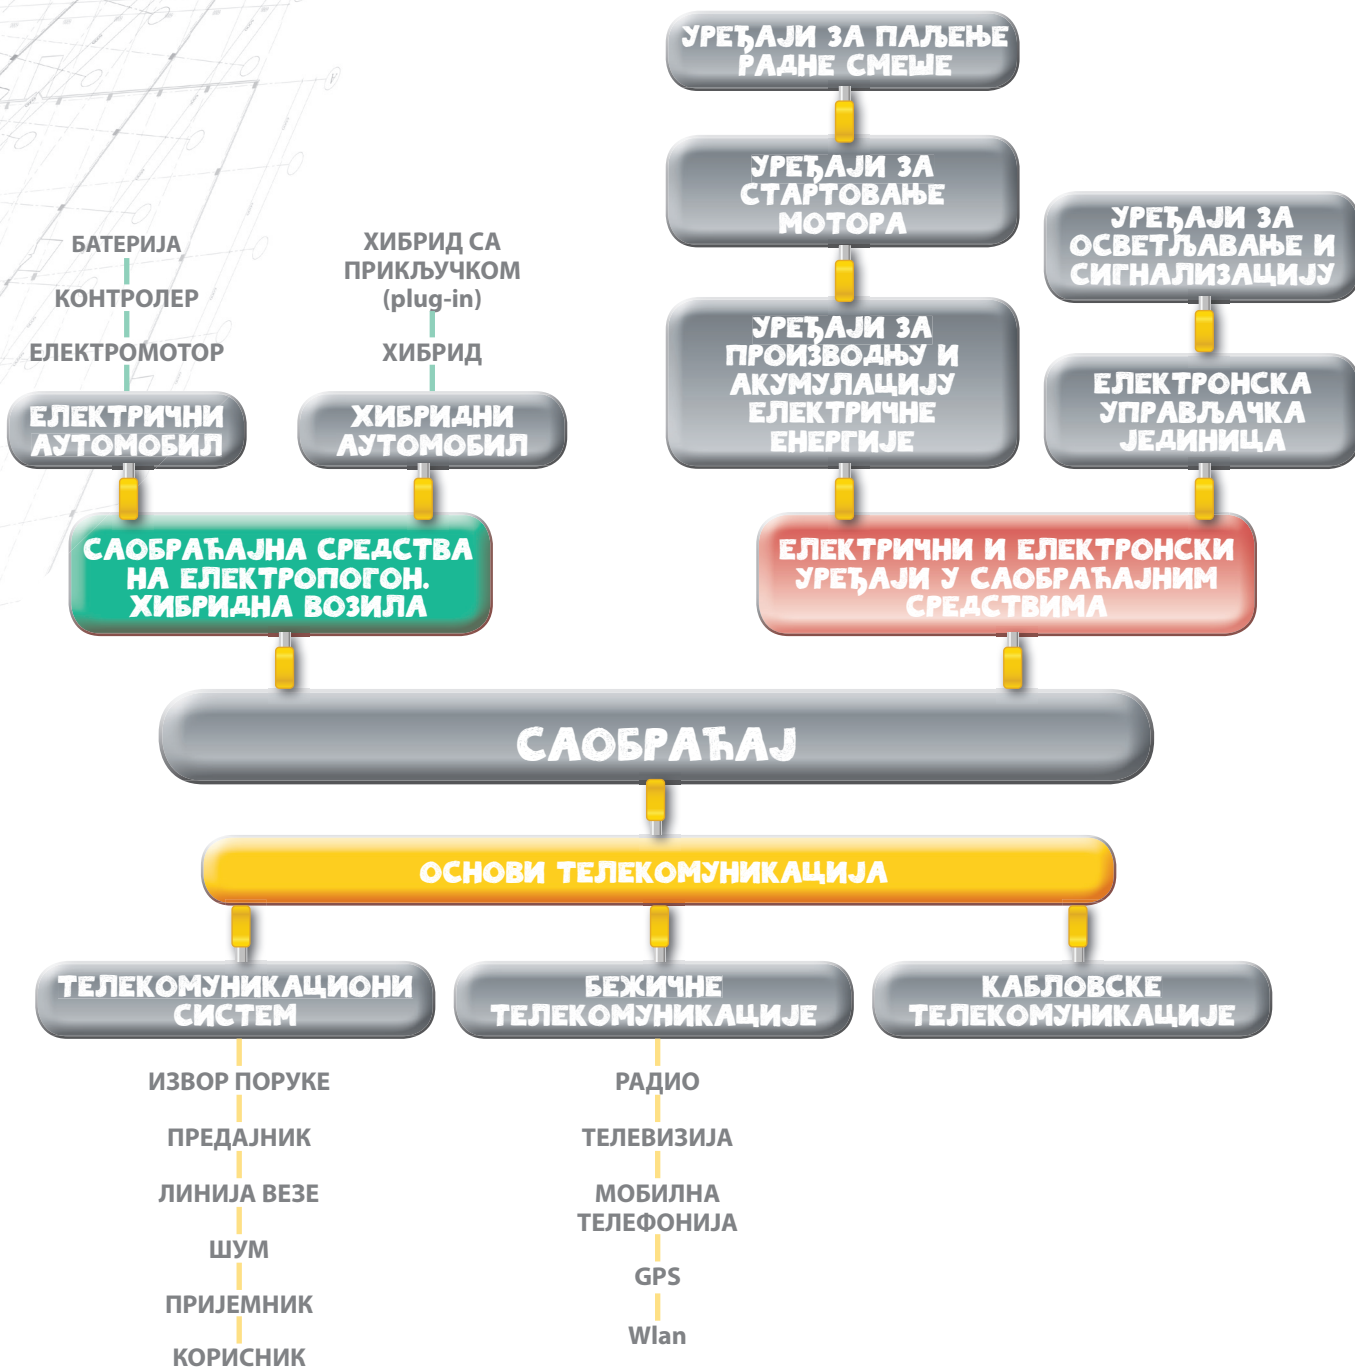 УРЕЂАЈИ ЗА ПАЉЕЊЕ
РАДНЕ СМЕШЕ
УРЕЂАЈИ ЗА
СТАРТОВАЊЕ
МОТОРА
УРЕЂАЈИ ЗА
ОСВЕТЉАВАЊЕ И
СИГНАЛИЗАЦИЈУ
БАТЕРИЈА
КОНТРОЛЕР
ЕЛЕКТРОМОТОР
ХИБРИД СА
ПРИКЉУЧКОМ
(plug-in)
ХИБРИД
УРЕЂАЈИ ЗА
ПРОИЗВОДЊУ И
АКУМУЛАЦИЈУ
ЕЛЕКТРИЧНЕ
ЕНЕРГИЈЕ
ЕЛЕКТРОНСКА
УПРАВЉАЧКА
ЈЕДИНИЦА
ЕЛЕКТРИЧНИ
АУТОМОБИЛ
ХИБРИДНИ
АУТОМОБИЛ
САОБРАЋАЈНА СРЕДСТВА
НА ЕЛЕКТРОПОГОН.
ХИБРИДНА ВОЗИЛА
ЕЛЕКТРИЧНИ И ЕЛЕКТРОНСКИ
УРЕЂАЈИ У САОБРАЋАЈНИМ
СРЕДСТВИМА
САОБРАЋАЈ
ОСНОВИ ТЕЛЕКОМУНИКАЦИЈА
ТЕЛЕКОМУНИКАЦИОНИ
СИСТЕМ
БЕЖИЧНЕ
ТЕЛЕКОМУНИКАЦИЈЕ
КАБЛОВСКЕ
ТЕЛЕКОМУНИКАЦИЈЕ
ИЗВОР ПОРУКЕ
ПРЕДАЈНИК
ЛИНИЈА ВЕЗЕ
ШУМ
ПРИЈЕМНИК
КОРИСНИК
РАДИО
ТЕЛЕВИЗИЈА
МОБИЛНА
ТЕЛЕФОНИЈА
GPS
Wlan